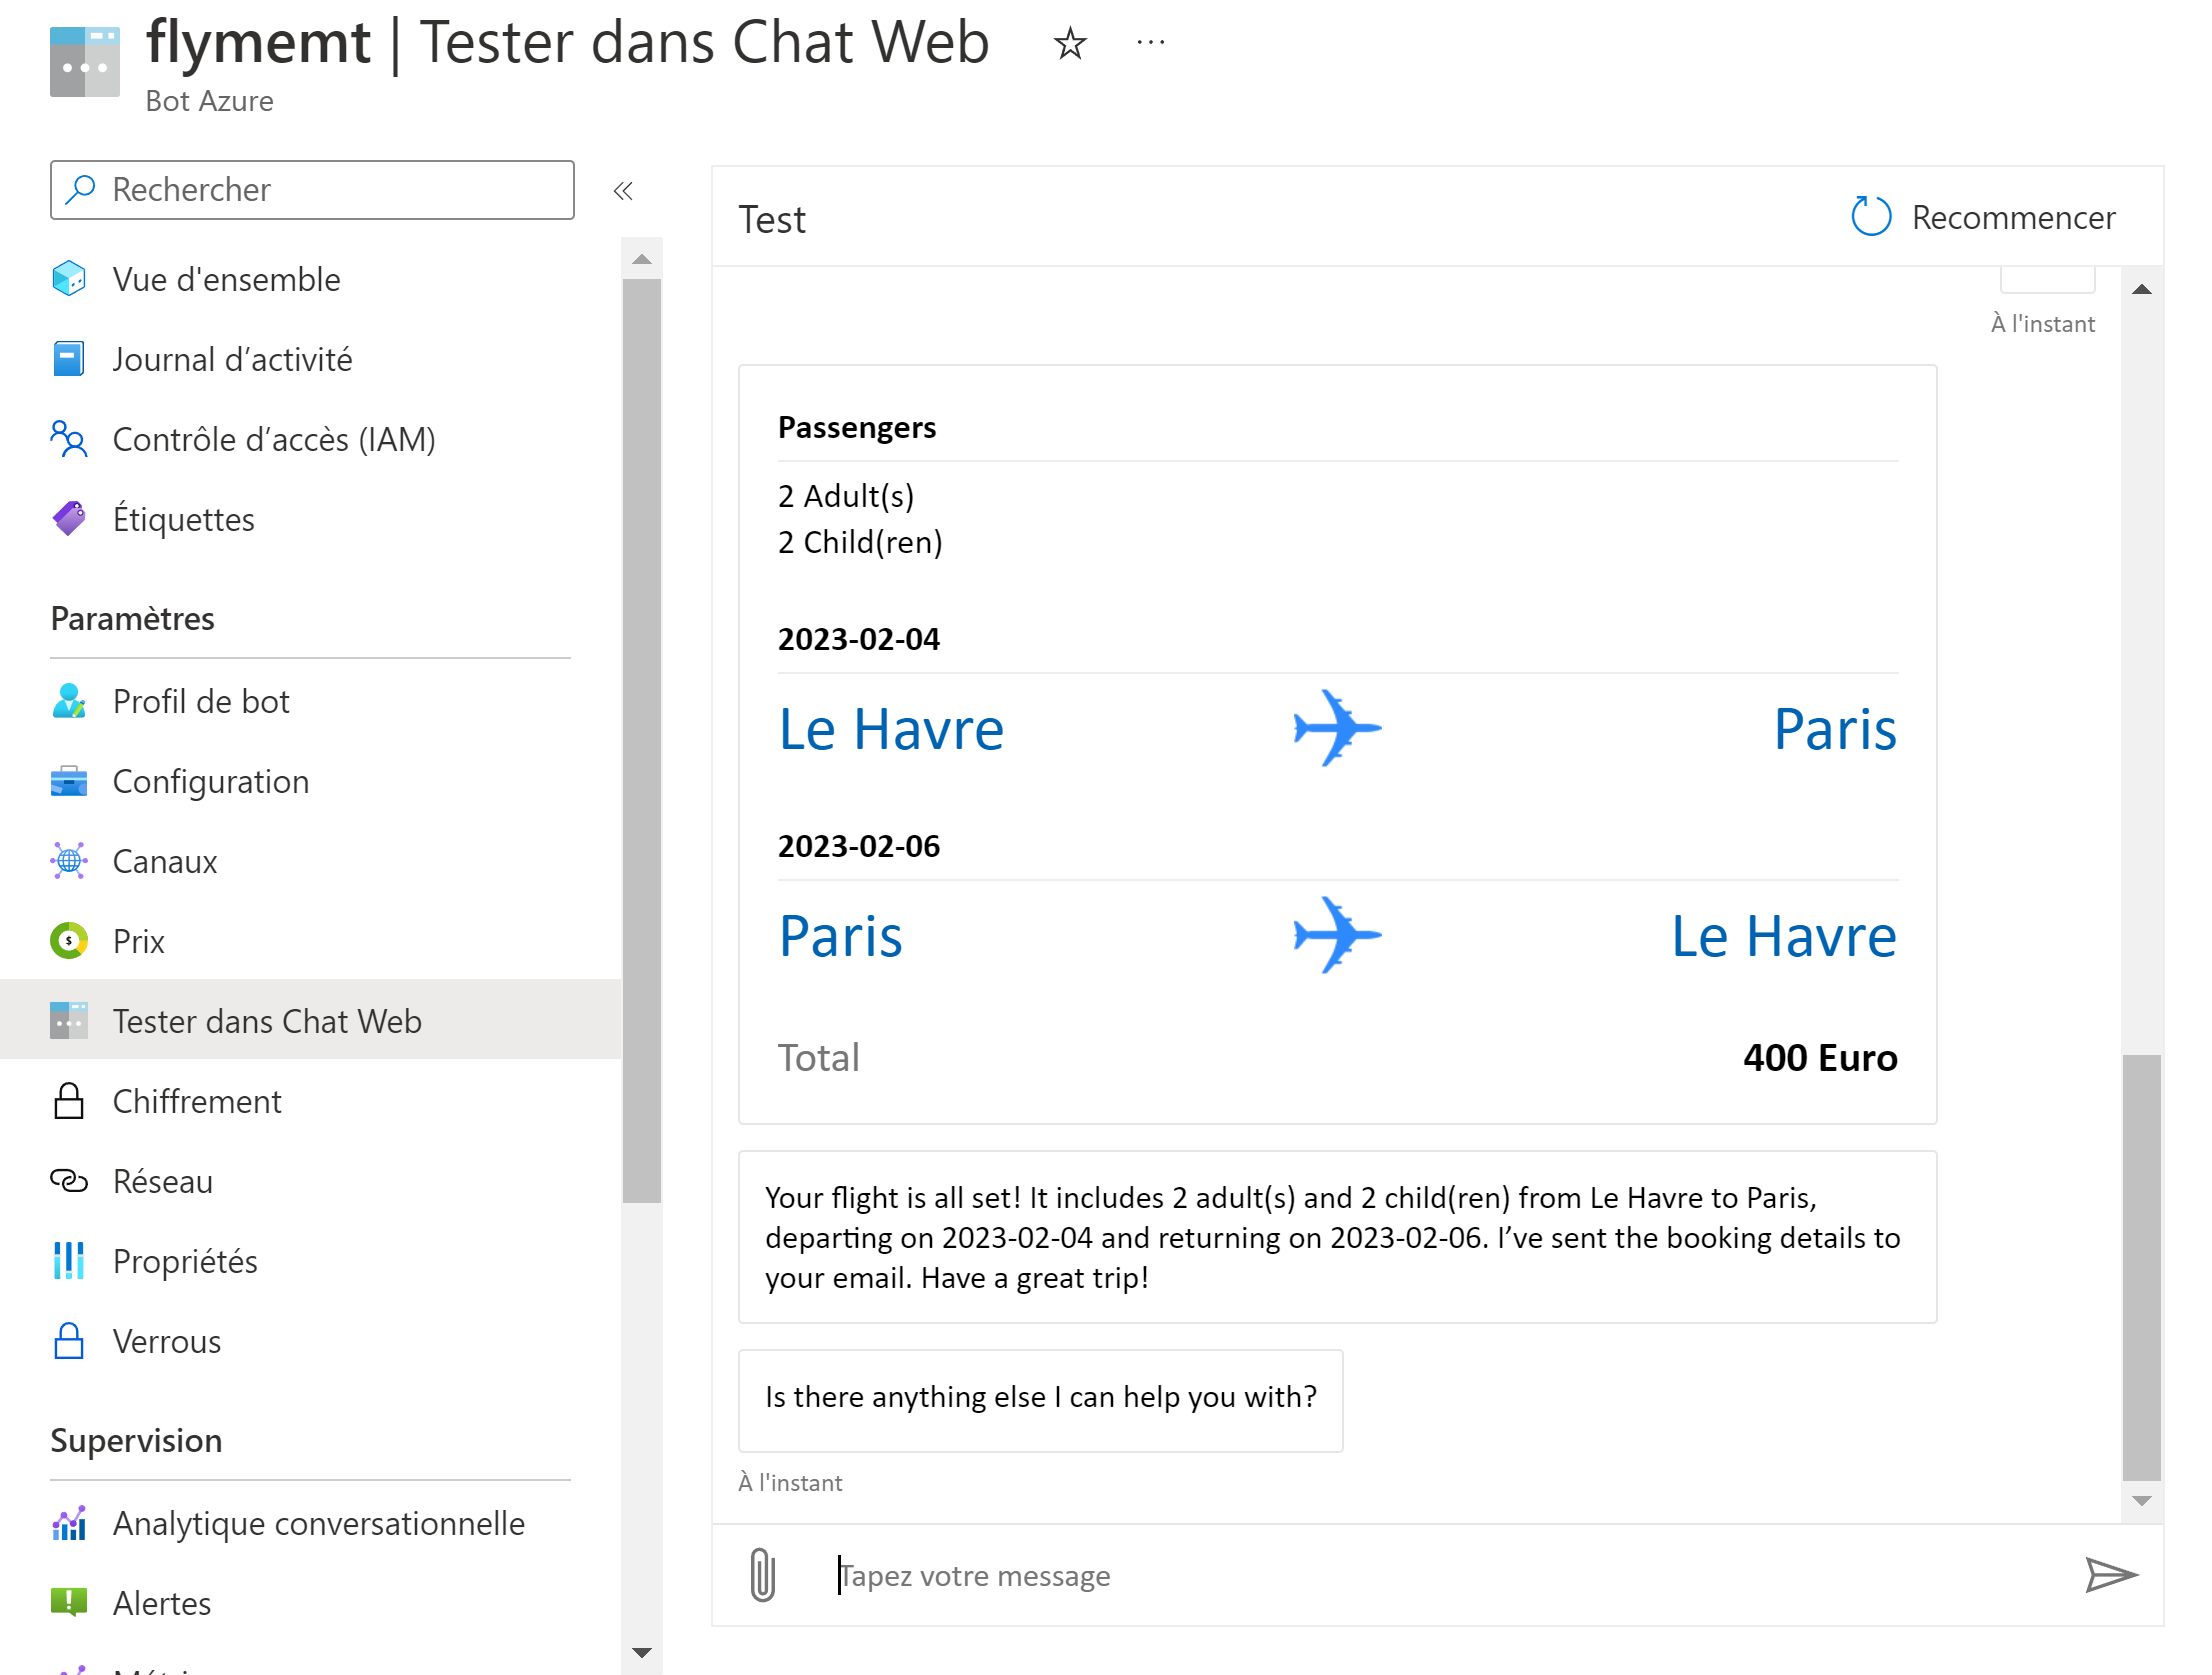 flymemt | Tester dans Chat Web
Bot Azure
Rechercher
Vue d'ensemble
Journal d’activité
Contrôle d’accès (IAM)
Étiquettes
Paramètres
Profil de bot
Configuration
Canaux
Prix
Tester dans Chat Web
Chiffrement
Réseau
Propriétés
Verrous
Supervision
Analytique conversationnelle
Alertes
Test
Recommencer
À l'instant
Passengers
2 Adult(s)
2 Child(ren)
2023-02-04
Le Havre Paris
2023-02-06
Paris Le Havre
Total 400 Euro
Your flight is all set! It includes 2 adult(s) and 2 child(ren) from Le Havre to Paris,
departing on 2023-02-04 and returning on 2023-02-06. I’ve sent the booking details to
your email. Have a great trip!
Is there anything else I can help you with?
À l'instant
Tapez votre message